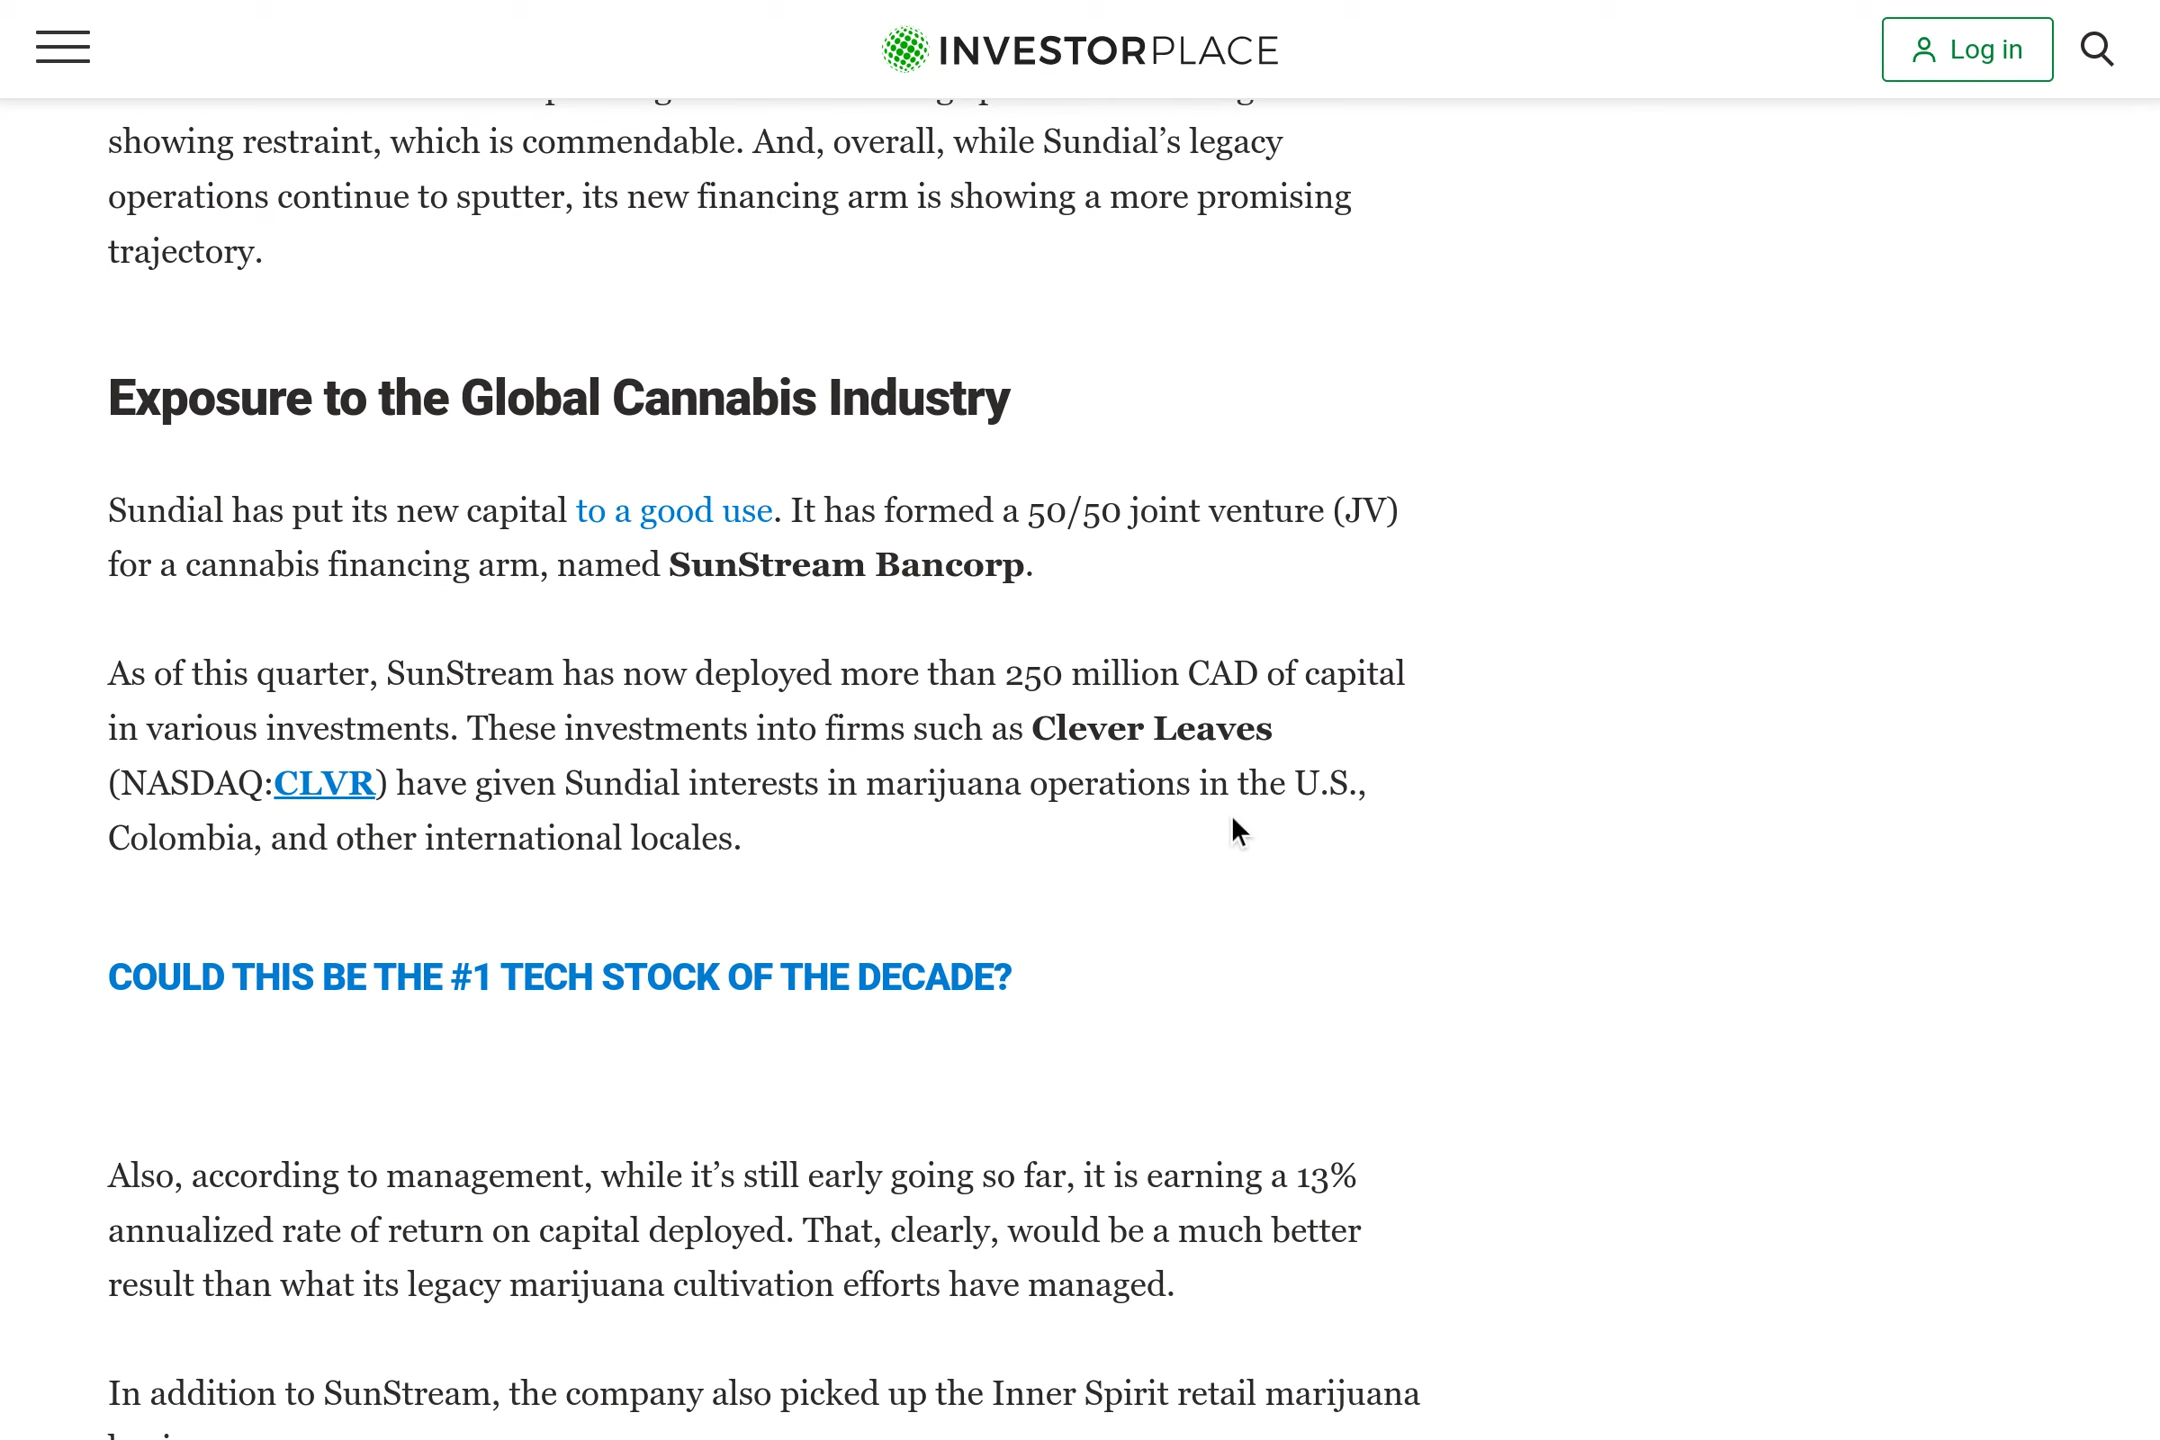 INVESTORPLACE
Log in
showing restraint, which is commendable. And, overall, while Sundial’s legacy
operations continue to sputter, its new financing arm is showing a more promising
trajectory.
Exposure to the Global Cannabis Industry
Sundial has put its new capital to a good use. It has formed a 50/50 joint venture (JV)
for a cannabis financing arm, named SunStream Bancorp.
As of this quarter, SunStream has now deployed more than 250 million CAD of capital
in various investments. These investments into firms such as Clever Leaves
(NASDAQ:CLVR) have given Sundial interests in marijuana operations in the U.S.,
Colombia, and other international locales.
COULD THIS BE THE #1 TECH STOCK OF THE DECADE?
Also, according to management, while it’s still early going so far, it is earning a 13%
annualized rate of return on capital deployed. That, clearly, would be a much better
result than what its legacy marijuana cultivation efforts have managed.
In addition to SunStream, the company also picked up the Inner Spirit retail marijuana